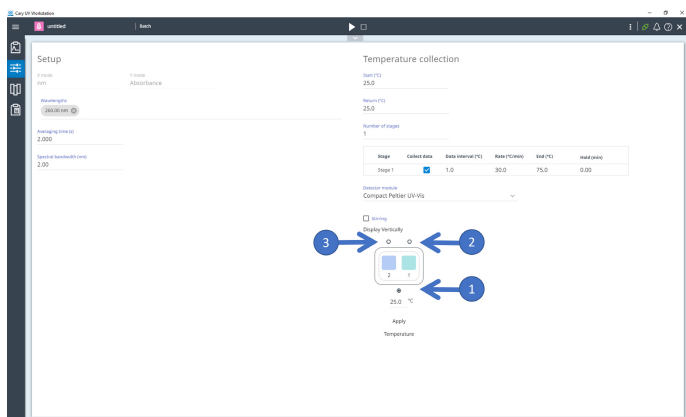 Cary UV Workstation
untitled
Batch
Setup
X mode
nm
Y mode
Absorbance
Wavelengths
260.00 nm
Averaging time (s)
2.000
Spectral bandwidth (nm)
2.00
Temperature collection
Start (°C)
25.0
Return (°C)
25.0
Number of stages
1
Stage Collect data Data interval (°C) Rate (°C/min) End (°C) Hold (min)
Stage 1 1.0 30.0 75.0 0.00
Detector module
Compact Peltier UV-Vis
Stirring
Display Vertically
3
2
2 1
1
25.0 °C
Apply
Temperature